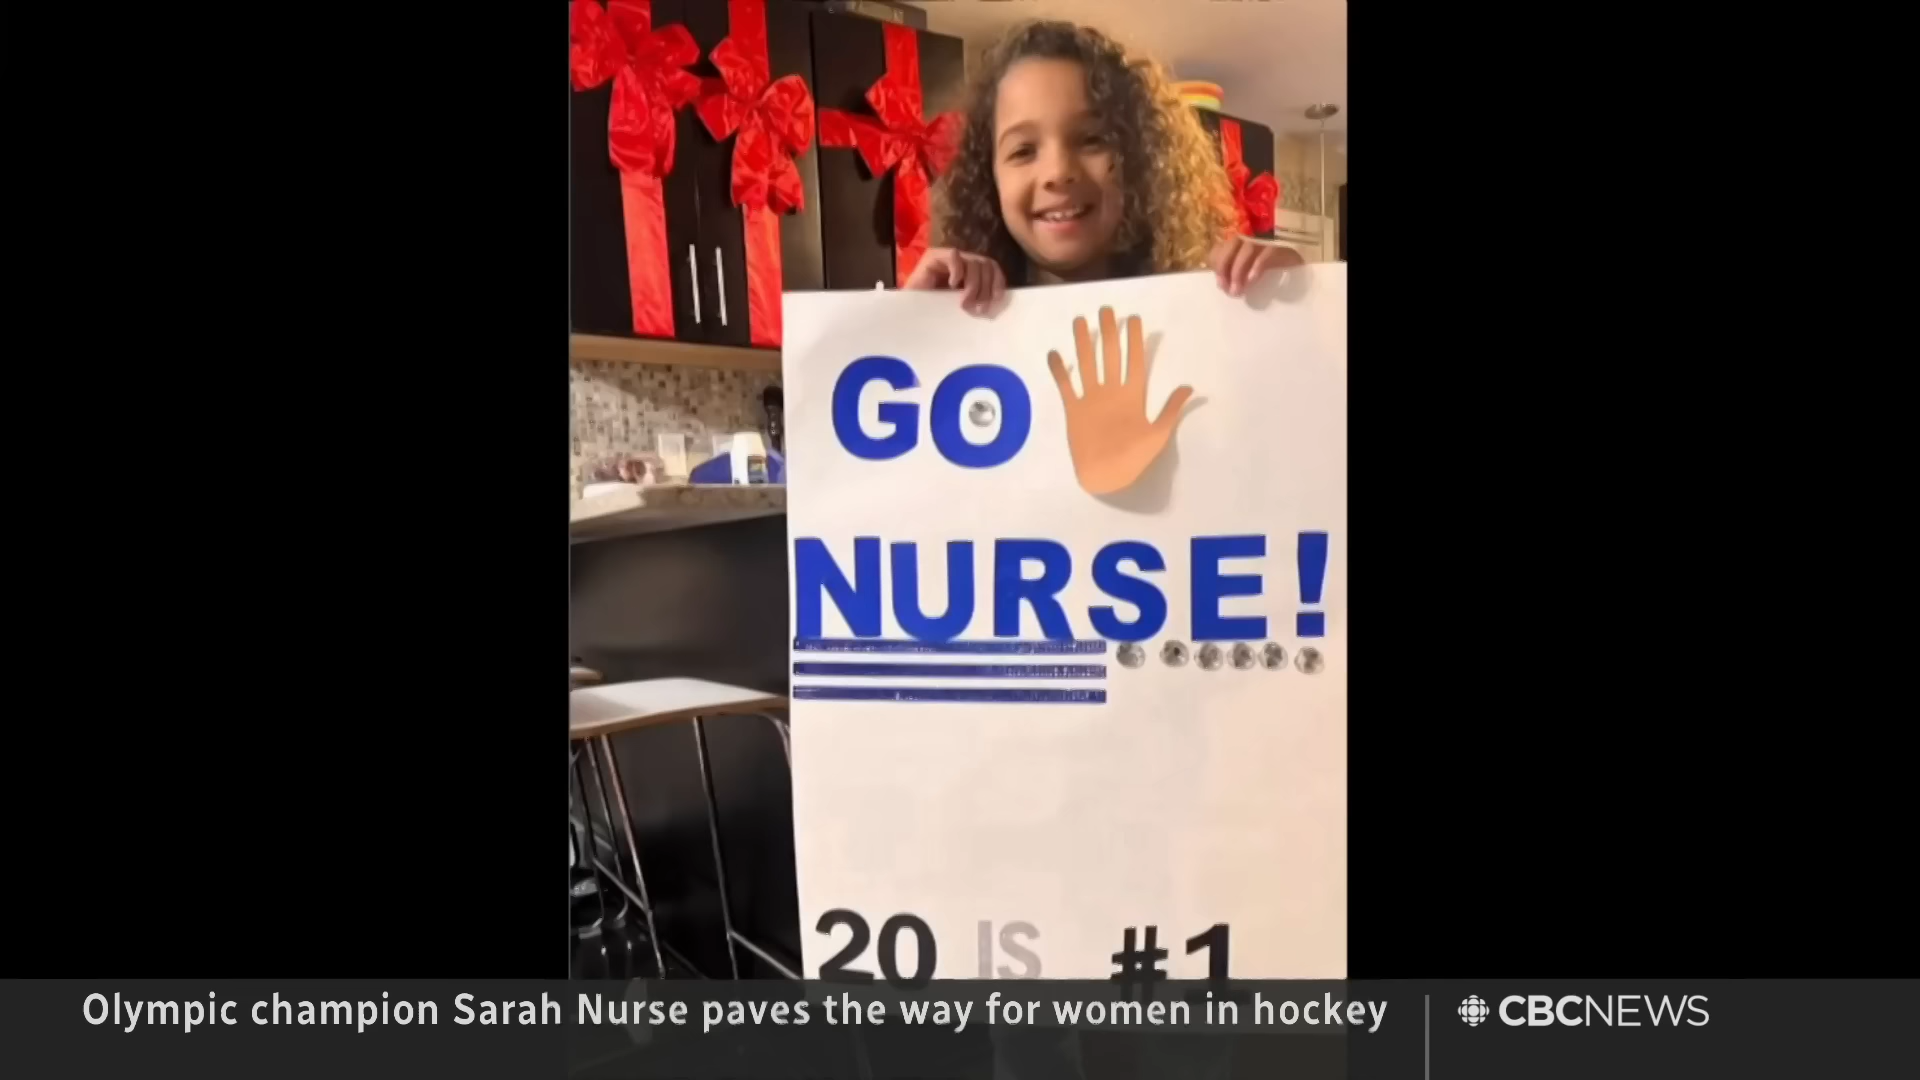 GO
NURSE!
20 IS #1
Olympic champion Sarah Nurse paves the way for women in hockey
CBCNEWS